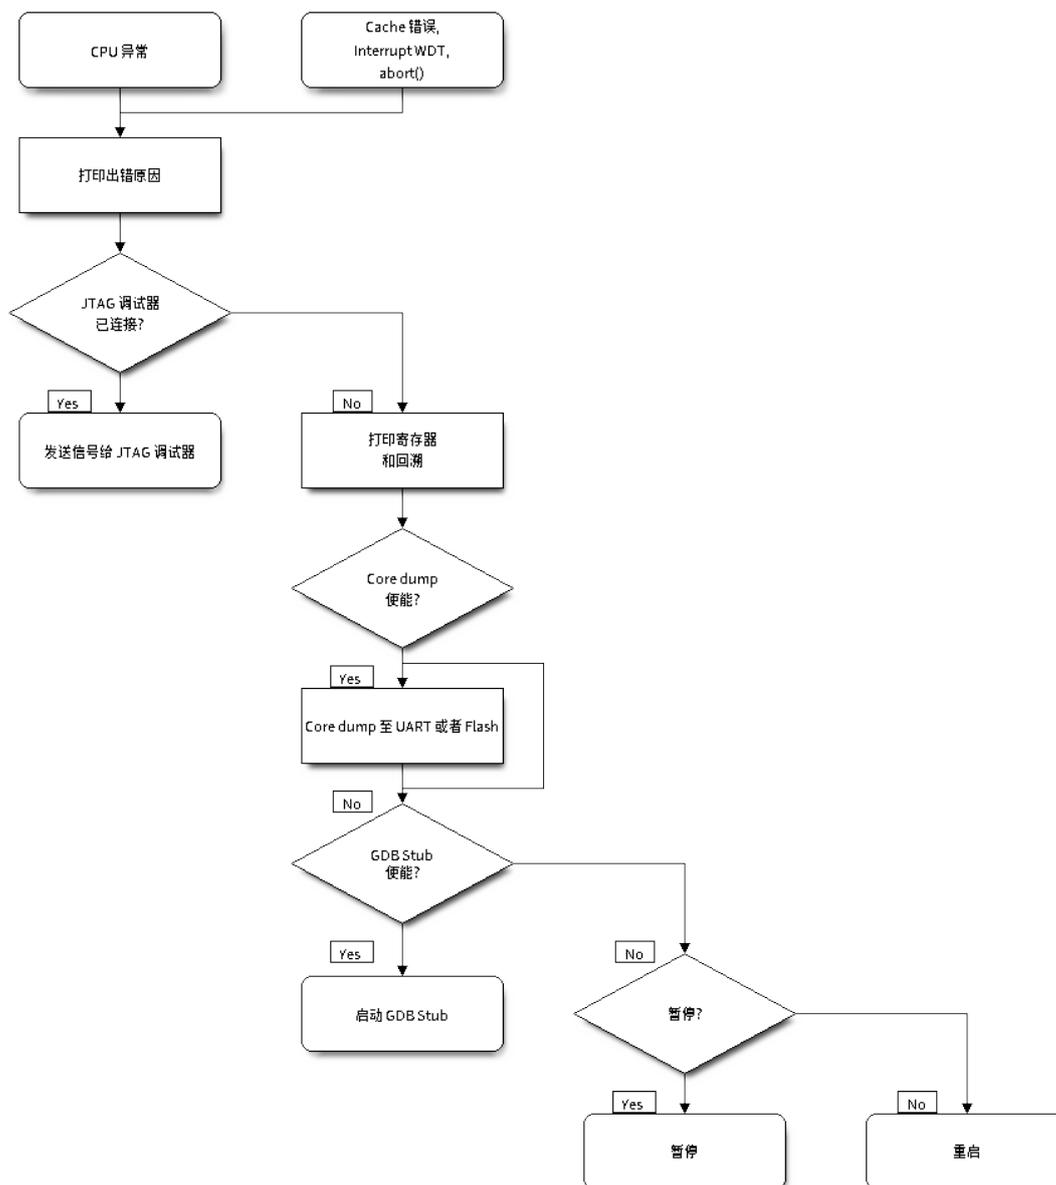 CPU 异常
Cache 错误,
Interrupt WDT,
abort()
打印出错原因
JTAG 调试器
已连接?
Yes
No
发送信号给 JTAG 调试器
打印寄存器
和回溯
Core dump
使能?
Yes
Core dump 至 UART 或者 Flash
No
GDB Stub
使能?
Yes
No
启动 GDB Stub
暂停?
Yes
No
暂停
重启